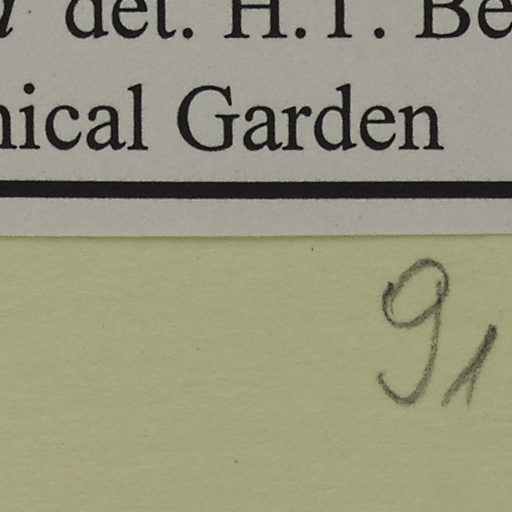 det. H.T. Be
nical Garden
91